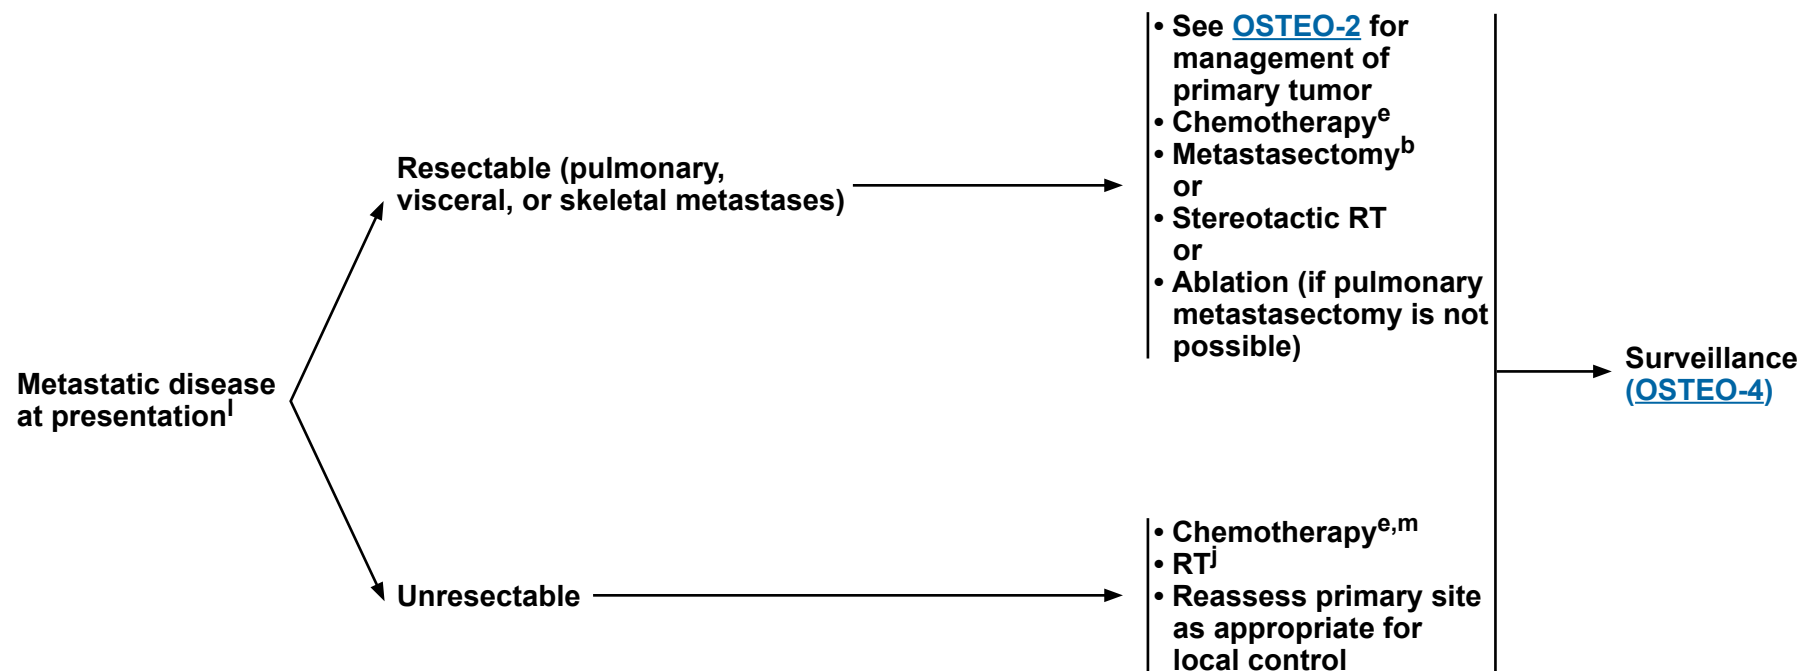 • See OSTEO-2 for
management of
primary tumor
• Chemotherapyᵉ
• Metastasectomyᵇ
or
• Stereotactic RT
or
• Ablation (if pulmonary
metastasectomy is not
possible)
Resectable (pulmonary,
visceral, or skeletal metastases)
Metastatic disease
at presentationˡ
Surveillance
(OSTEO-4)
Unresectable
• Chemotherapyᵉ,ᵐ
• RTʲ
• Reassess primary site
as appropriate for
local control